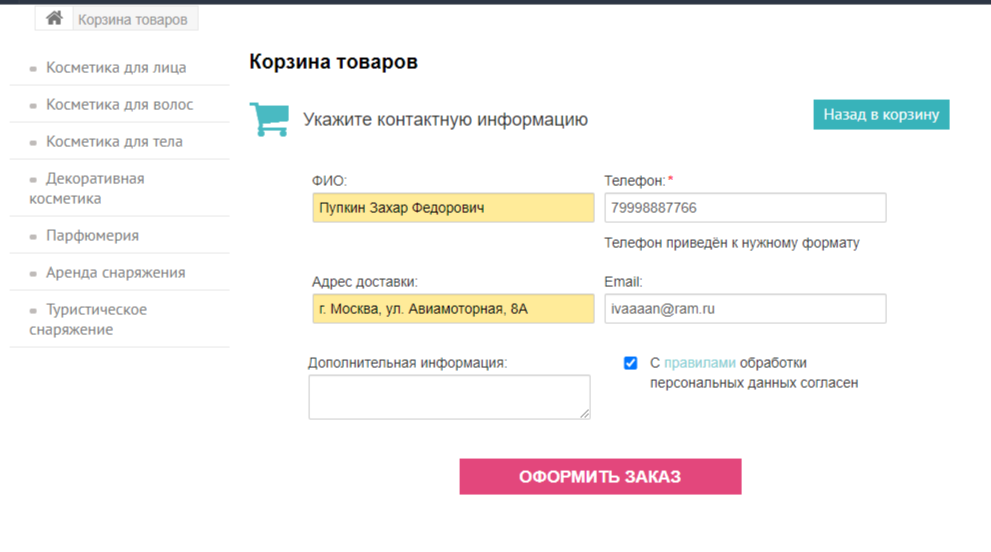 Корзина товаров
Косметика для лица
Косметика для волос
Косметика для тела
Декоративная
косметика
Парфюмерия
Аренда снаряжения
Туристическое
снаряжение
Корзина товаров
Укажите контактную информацию
Назад в корзину
ФИО:
Телефон: *
Пупкин Захар Федорович
79998887766
Телефон приведён к нужному формату
Адрес доставки:
Email:
г. Москва, ул. Авиамоторная, 8А
ivaaaan@ram.ru
Дополнительная информация:
С правилами обработки
персональных данных согласен
ОФОРМИТЬ ЗАКАЗ